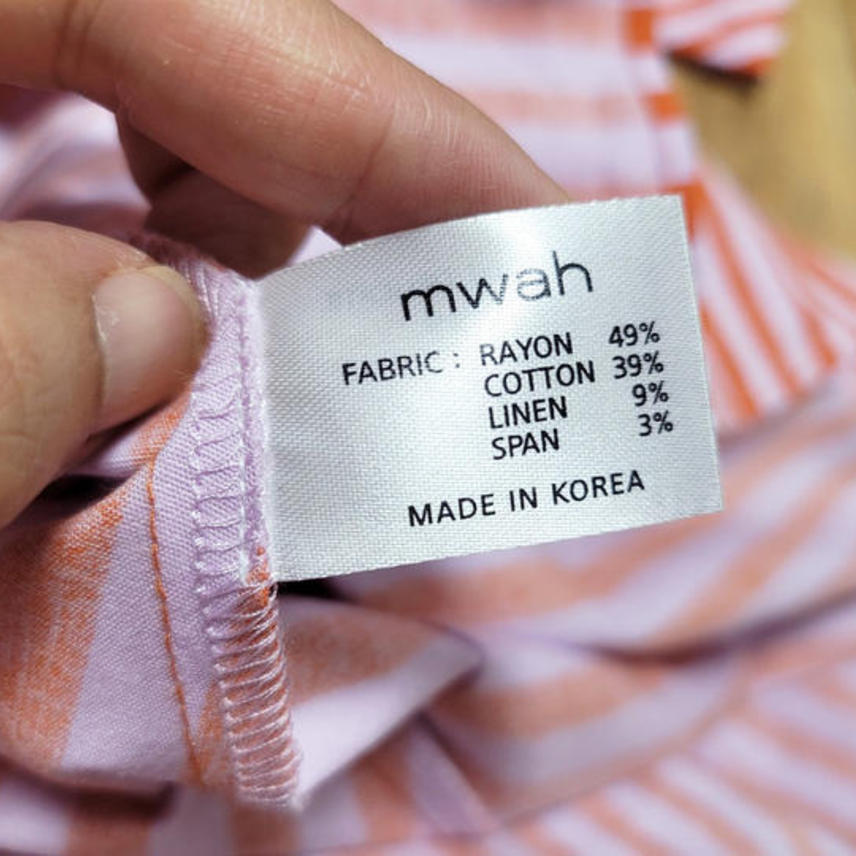 mwah
FABRIC : RAYON 49%
COTTON 39%
LINEN 9%
SPAN 3%
MADE IN KOREA